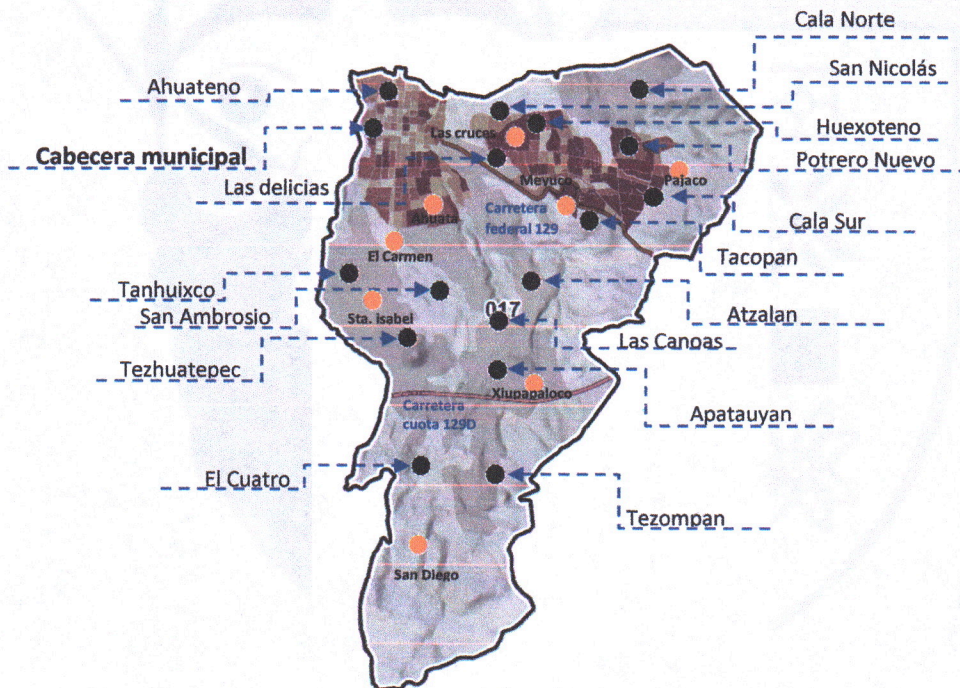 Cala Norte
San Nicolás
Ahuateno
Huexoteno
Las cruces
Cabecera municipal
Potrero Nuevo
Las delicias
Meyuco
Pajaco
Ahuata
Carretera
federal 129
Cala Sur
El Carmen
Tacopan
Tanhuixco
San Ambrosio
017
Atzalan
Sta. Isabel
Las Canoas
Tezhuatepec
Xiupapaloco
Carretera
cuota 129D
Apatauyan
El Cuatro
Tezompan
San Diego